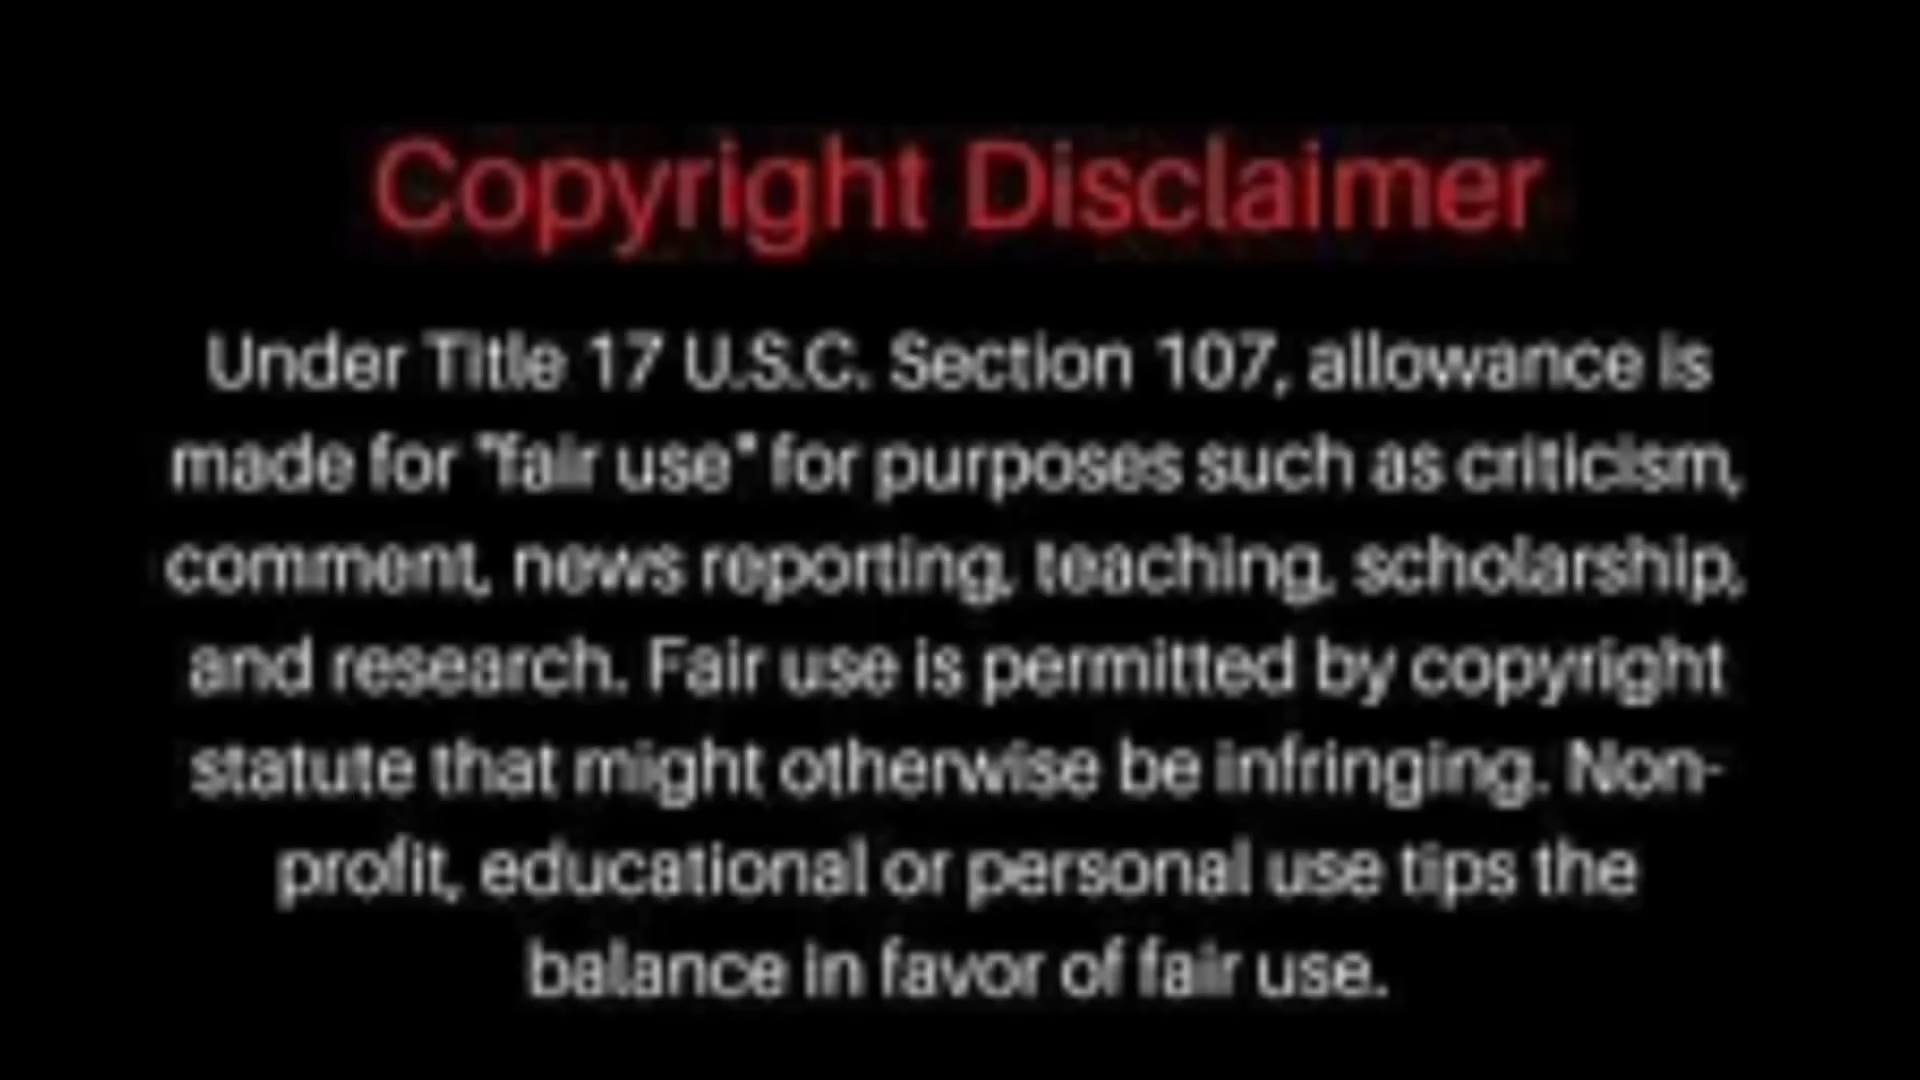 Copyright Disclaimer
Under Title 17 U.S.C. Section 107, allowance is
made for "fair use" for purposes such as criticism,
comment, news reporting, teaching, scholarship,
and research. Fair use is permitted by copyright
statute that might otherwise be infringing. Non-
profit, educational or personal use tips the
balance in favor of fair use.